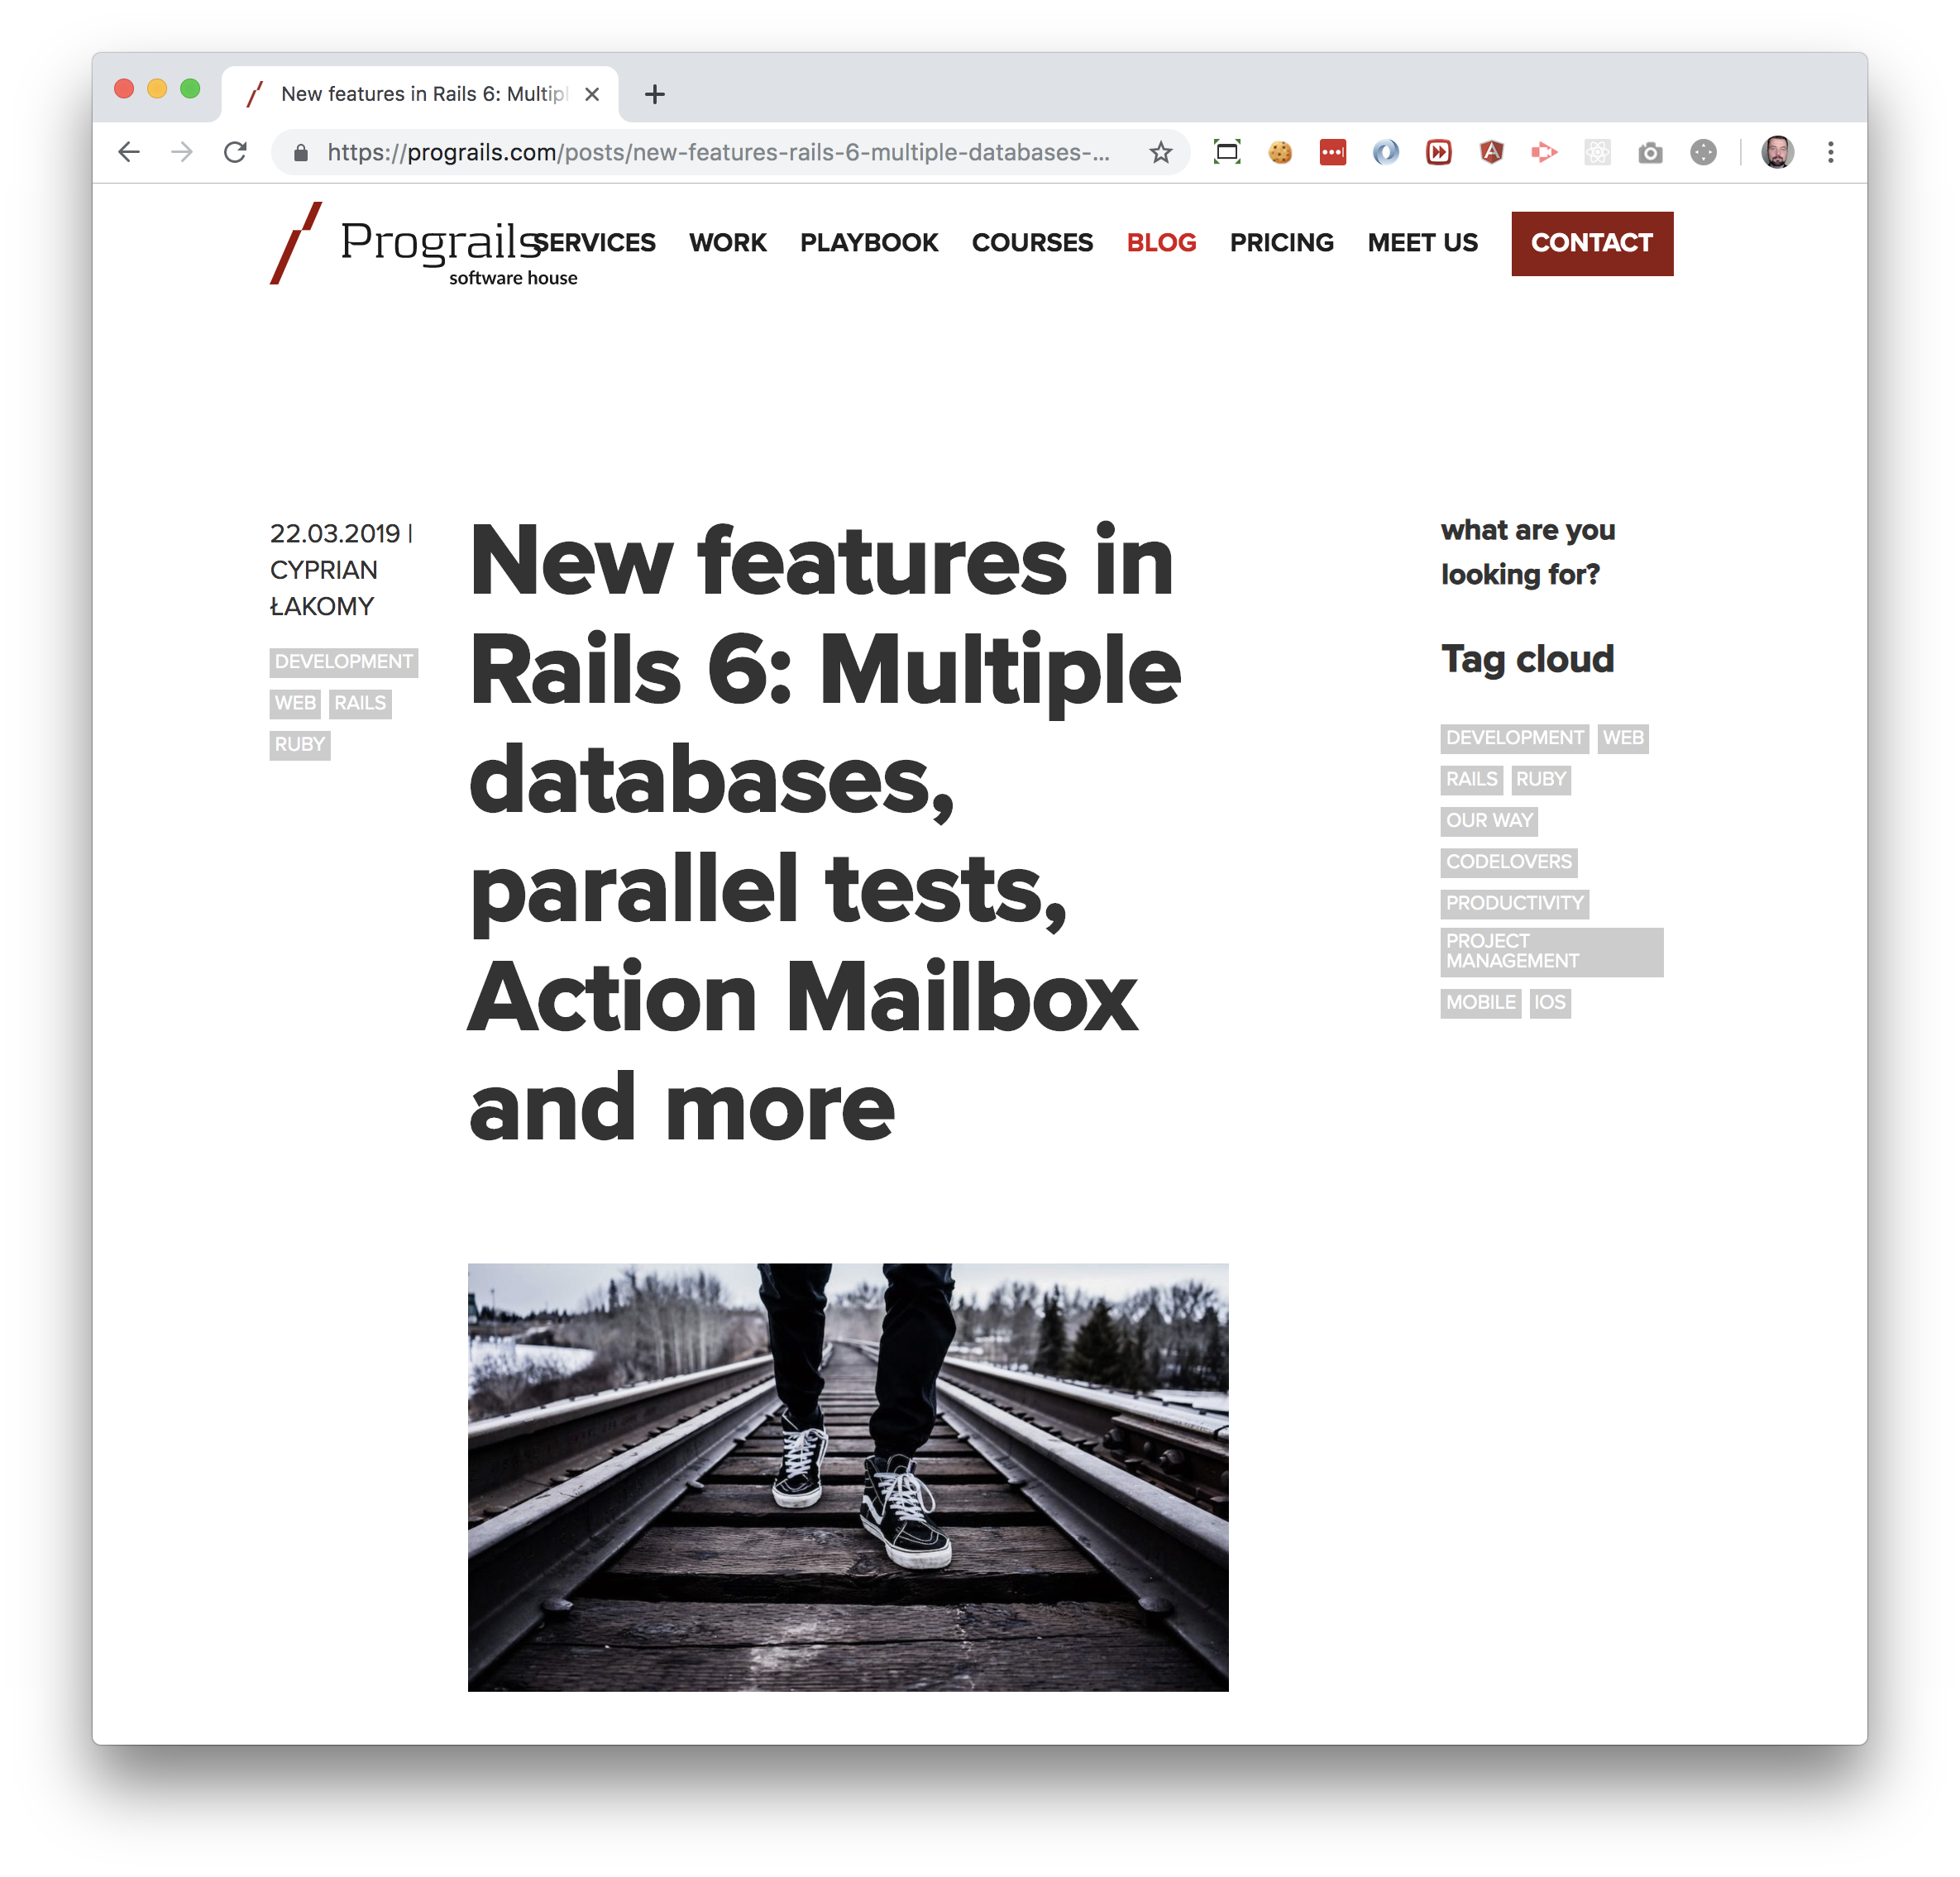 New features in Rails 6: Multipl
https://prograils.com/posts/new-features-rails-6-multiple-databases-...
Prograils
software house
SERVICES WORK PLAYBOOK COURSES BLOG PRICING MEET US CONTACT
22.03.2019 |
CYPRIAN
ŁAKOMY
DEVELOPMENT
WEB RAILS
RUBY
New features in
Rails 6: Multiple
databases,
parallel tests,
Action Mailbox
and more
what are you
looking for?
Tag cloud
DEVELOPMENT WEB
RAILS RUBY
OUR WAY
CODELOVERS
PRODUCTIVITY
PROJECT
MANAGEMENT
MOBILE IOS